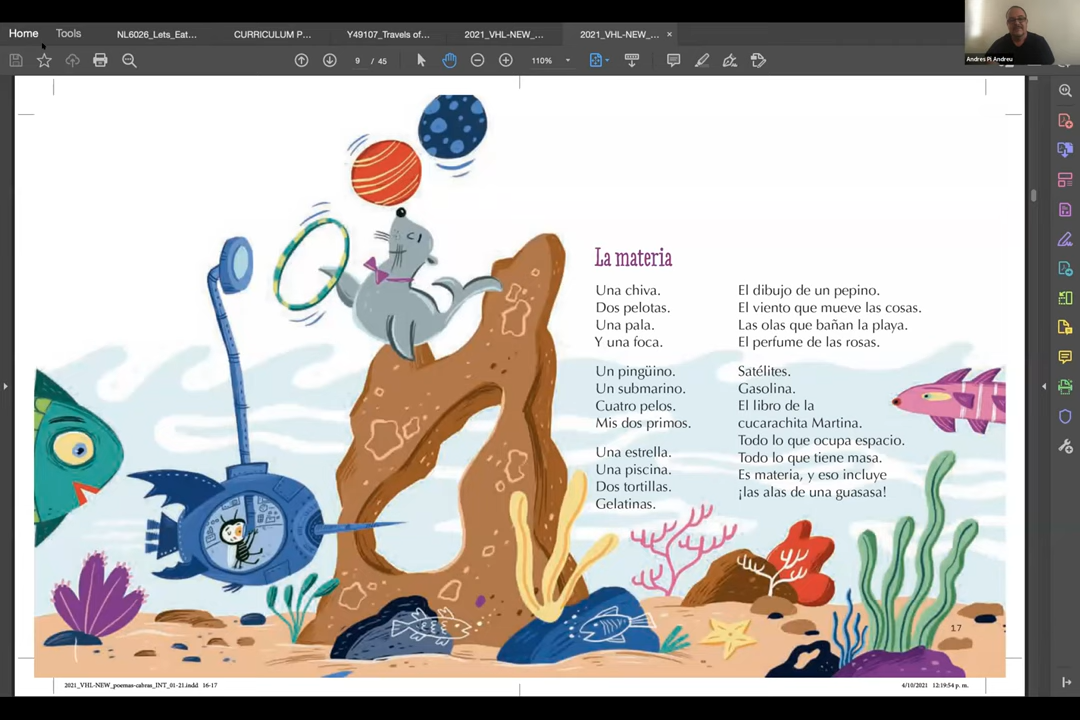 Home
Tools
NL6026_Lets_Eat...
CURRICULUM P...
Y49107_Travels of...
2021_VHL-NEW_...
2021_VHL-NEW_...
9 / 45
110%
Andres Pi Andreu
La materia
Una chiva.
Dos pelotas.
Una pala.
Y una foca.
Un pingüino.
Un submarino.
Cuatro pelos.
Mis dos primos.
Una estrella.
Una piscina.
Dos tortillas.
Gelatinas.
El dibujo de un pepino.
El viento que mueve las cosas.
Las olas que bañan la playa.
El perfume de las rosas.
Satélites.
Gasolina.
El libro de la
cucarachita Martina.
Todo lo que ocupa espacio.
Todo lo que tiene masa.
Es materia, y eso incluye
¡las alas de una guasasa!
17
2021_VHL-NEW_poemas-cabras_INT_01-21.indd 16-17
4/10/2021 12:19:54 p. m.